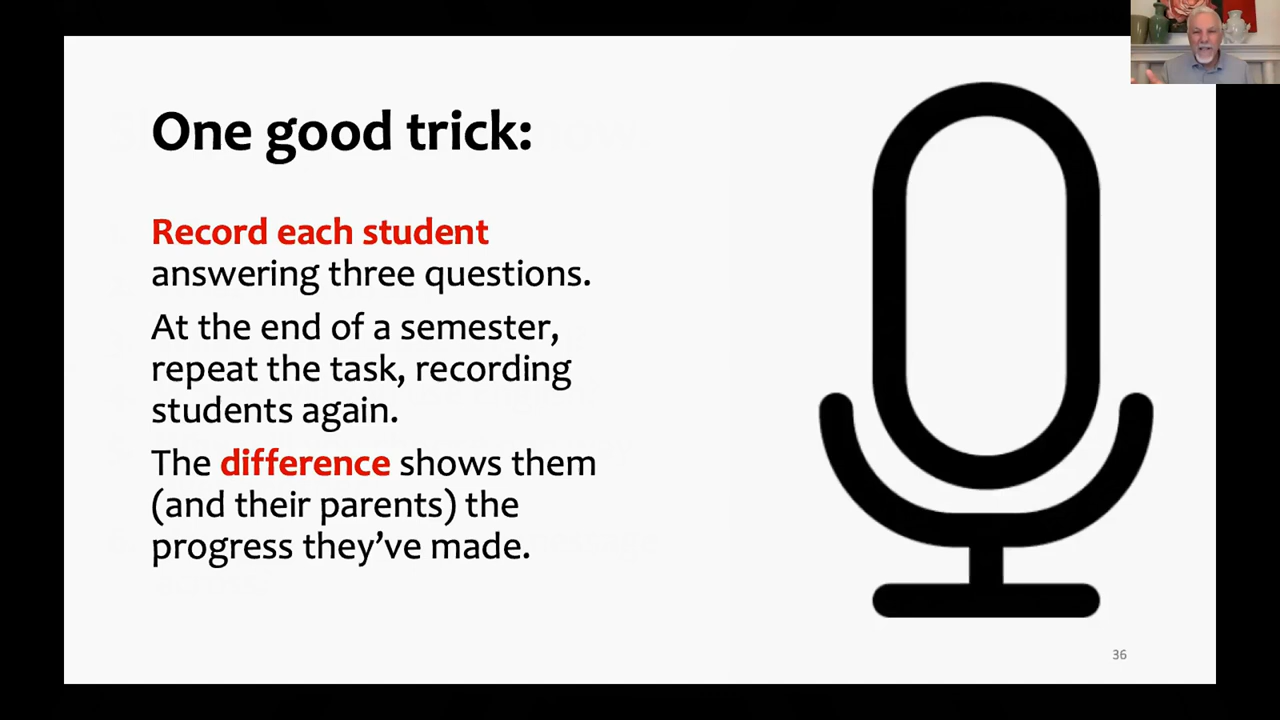 One good trick:
Record each student
answering three questions.
At the end of a semester,
repeat the task, recording
students again.
The difference shows them
(and their parents) the
progress they’ve made.
36